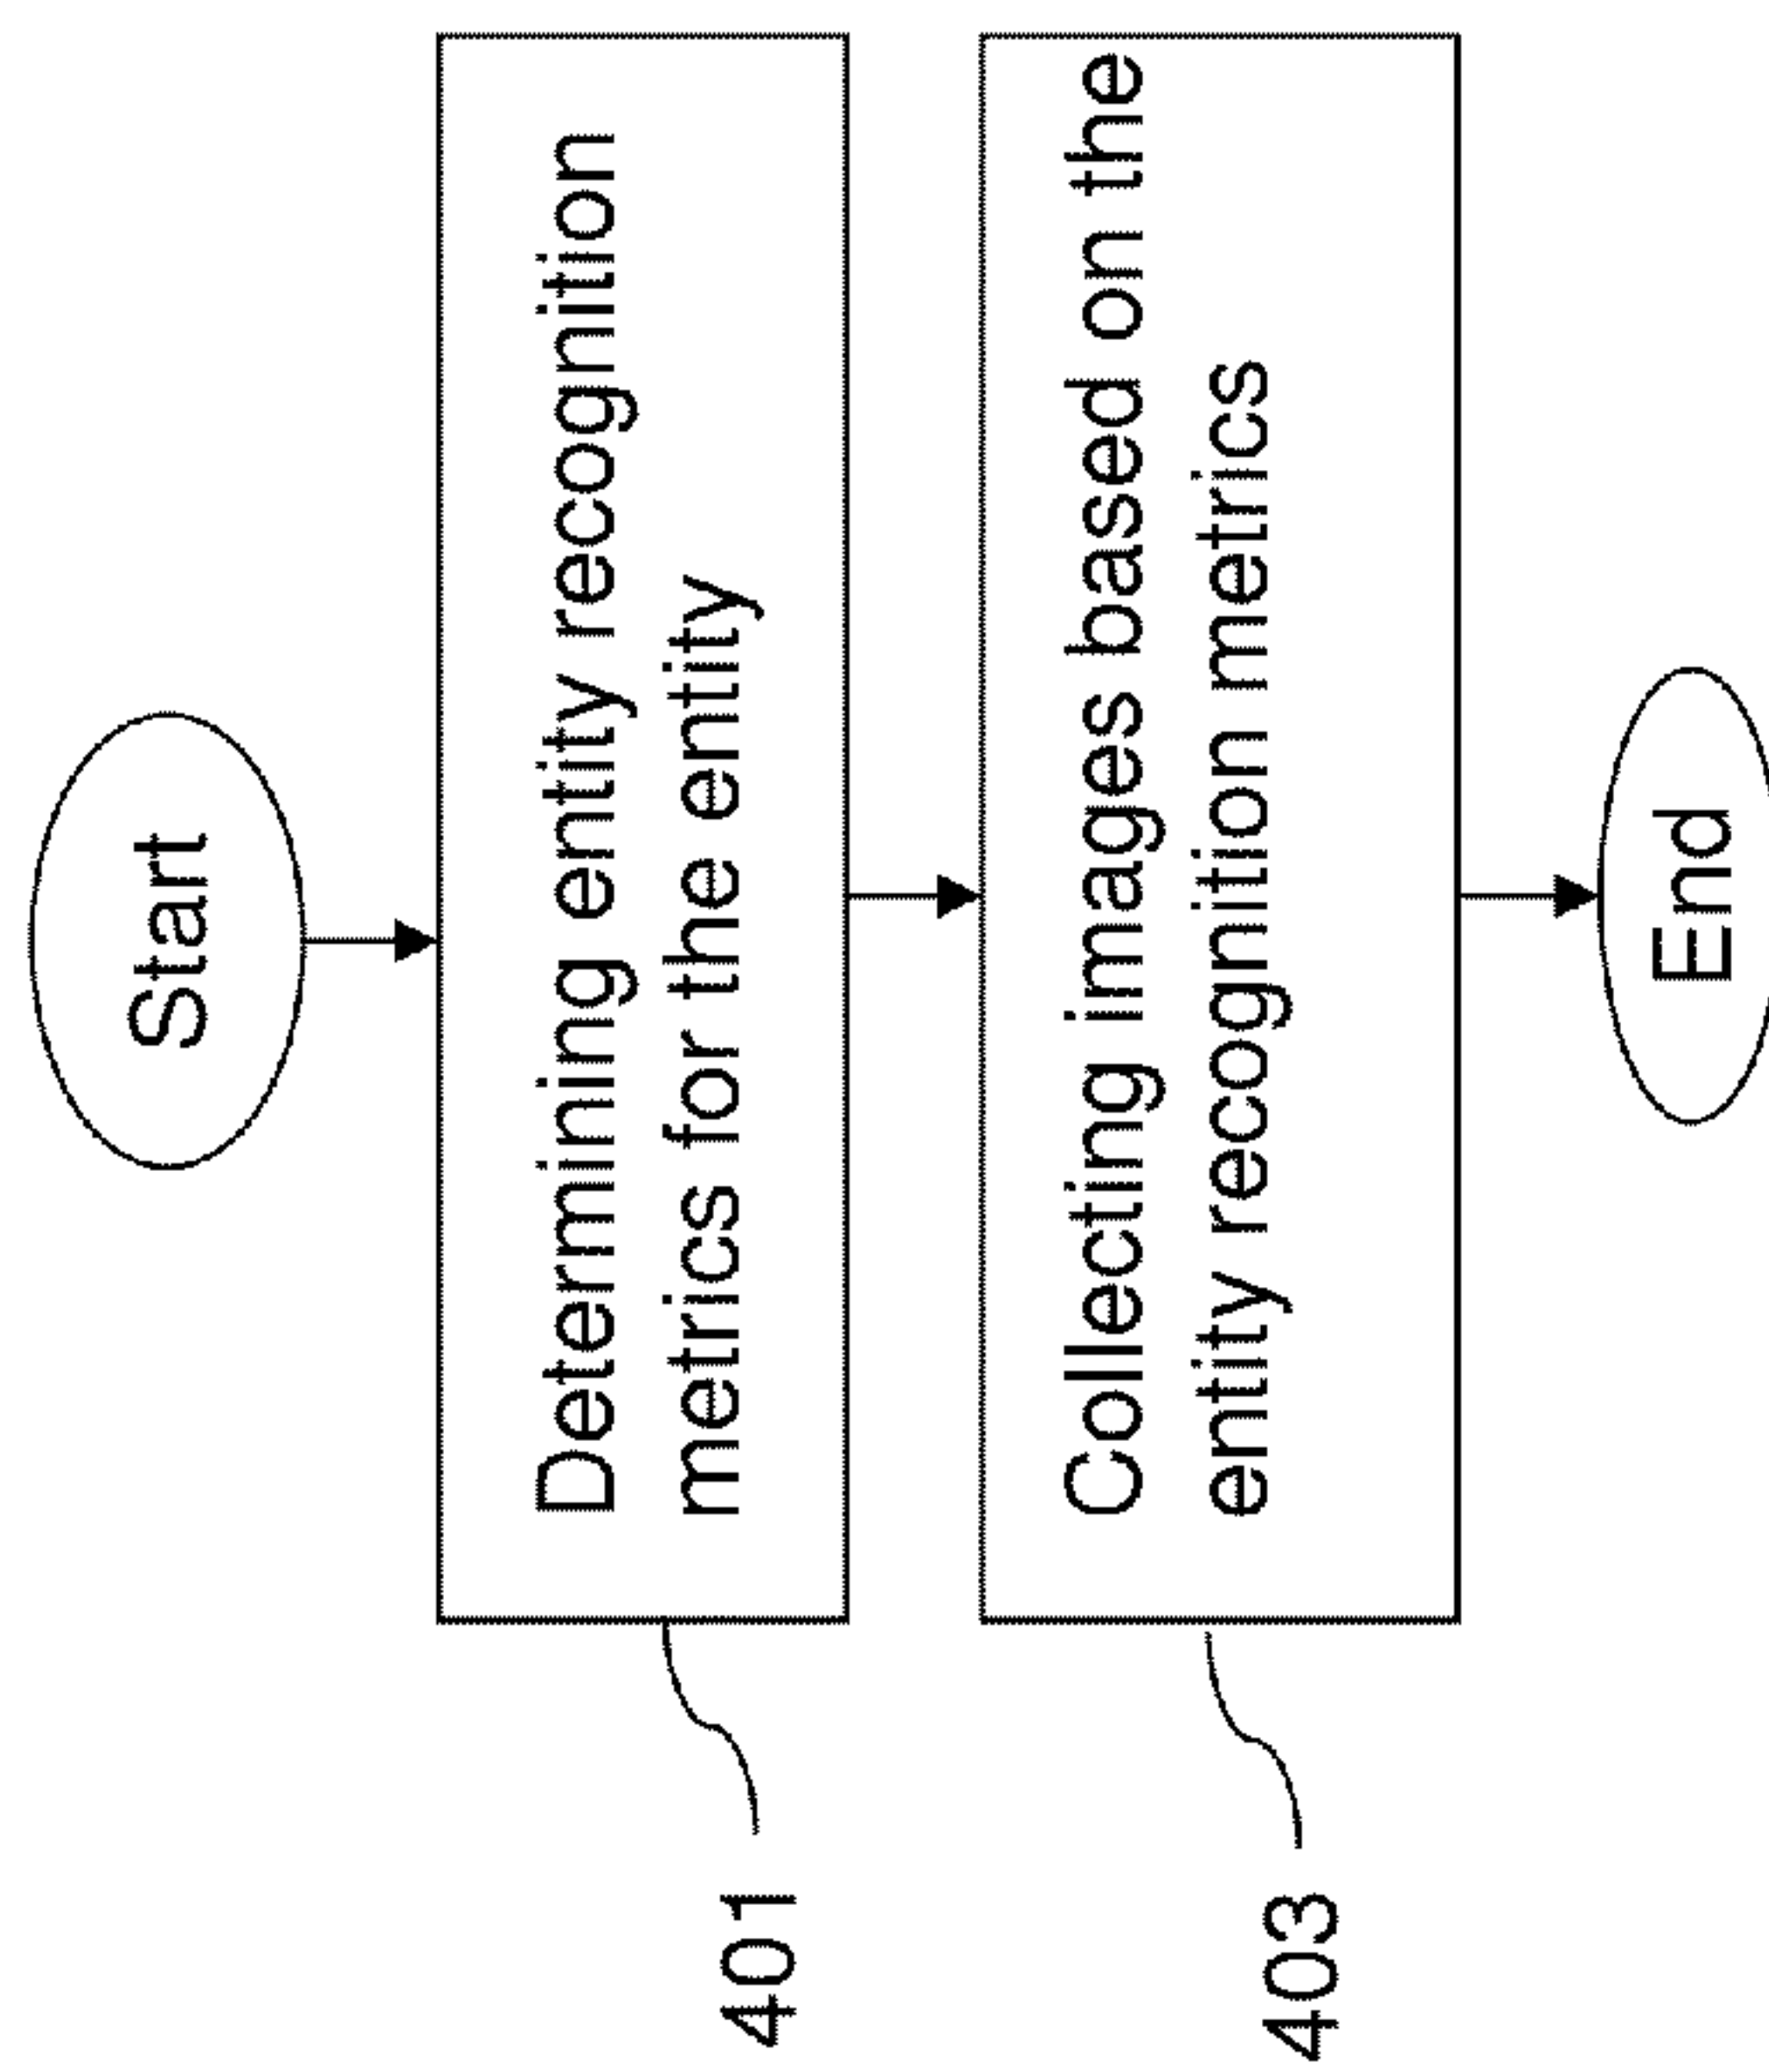 Start
Determining entity recognition
metrics for the entity
401
Collecting images based on the
entity recognition metrics
403
End